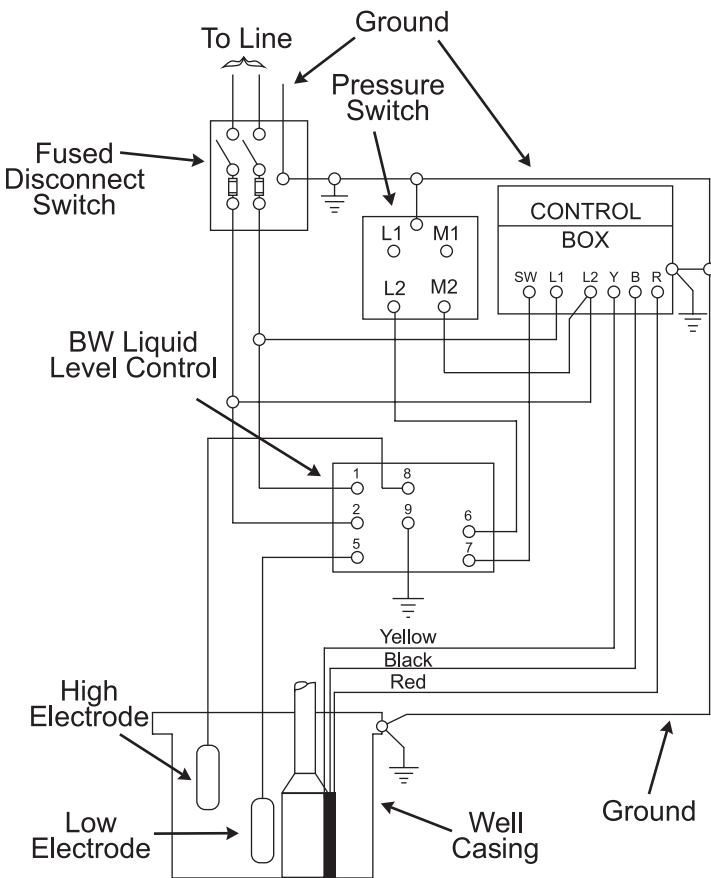 To Line
Ground
Pressure
Switch
Fused
Disconnect
Switch
L1 M1
L2 M2
CONTROL
BOX
SW L1 L2 Y B R
BW Liquid
Level Control
1 8
2 9 6
5 7
Yellow
Black
Red
High
Electrode
Low
Electrode
Well
Casing
Ground